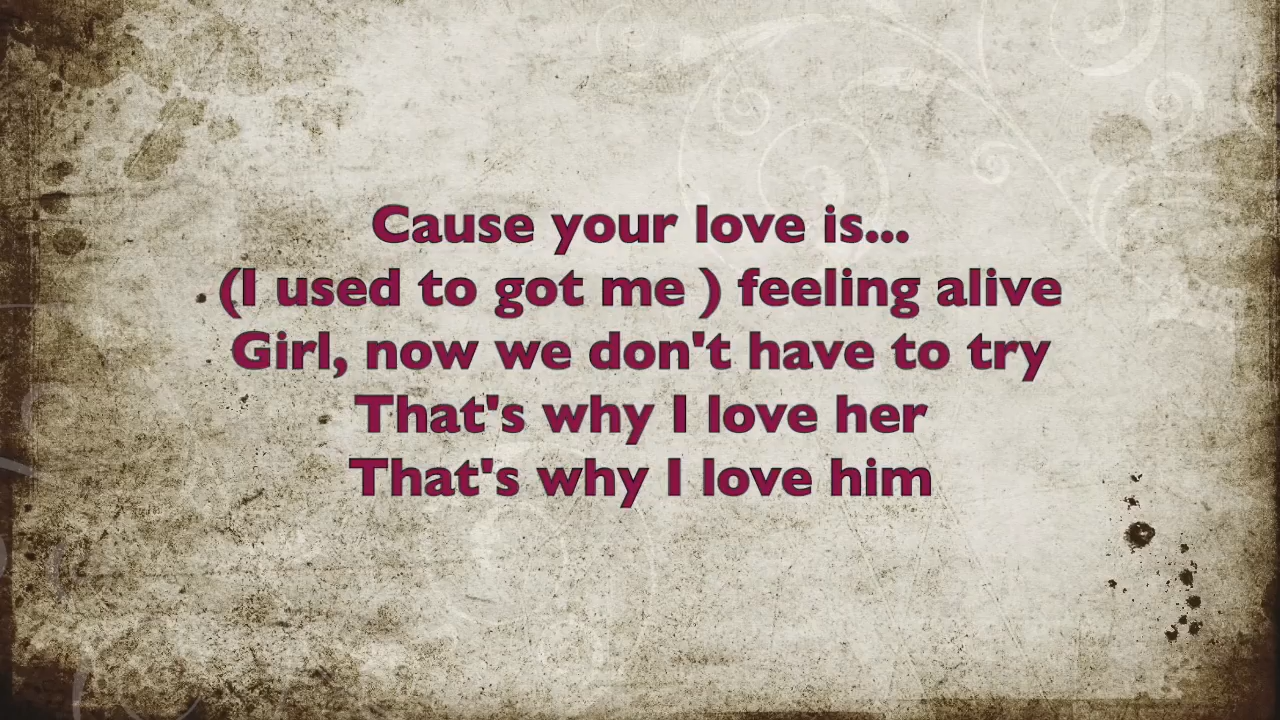 Cause your love is...
(I used to got me ) feeling alive
Girl, now we don't have to try
That's why I love her
That's why I love him